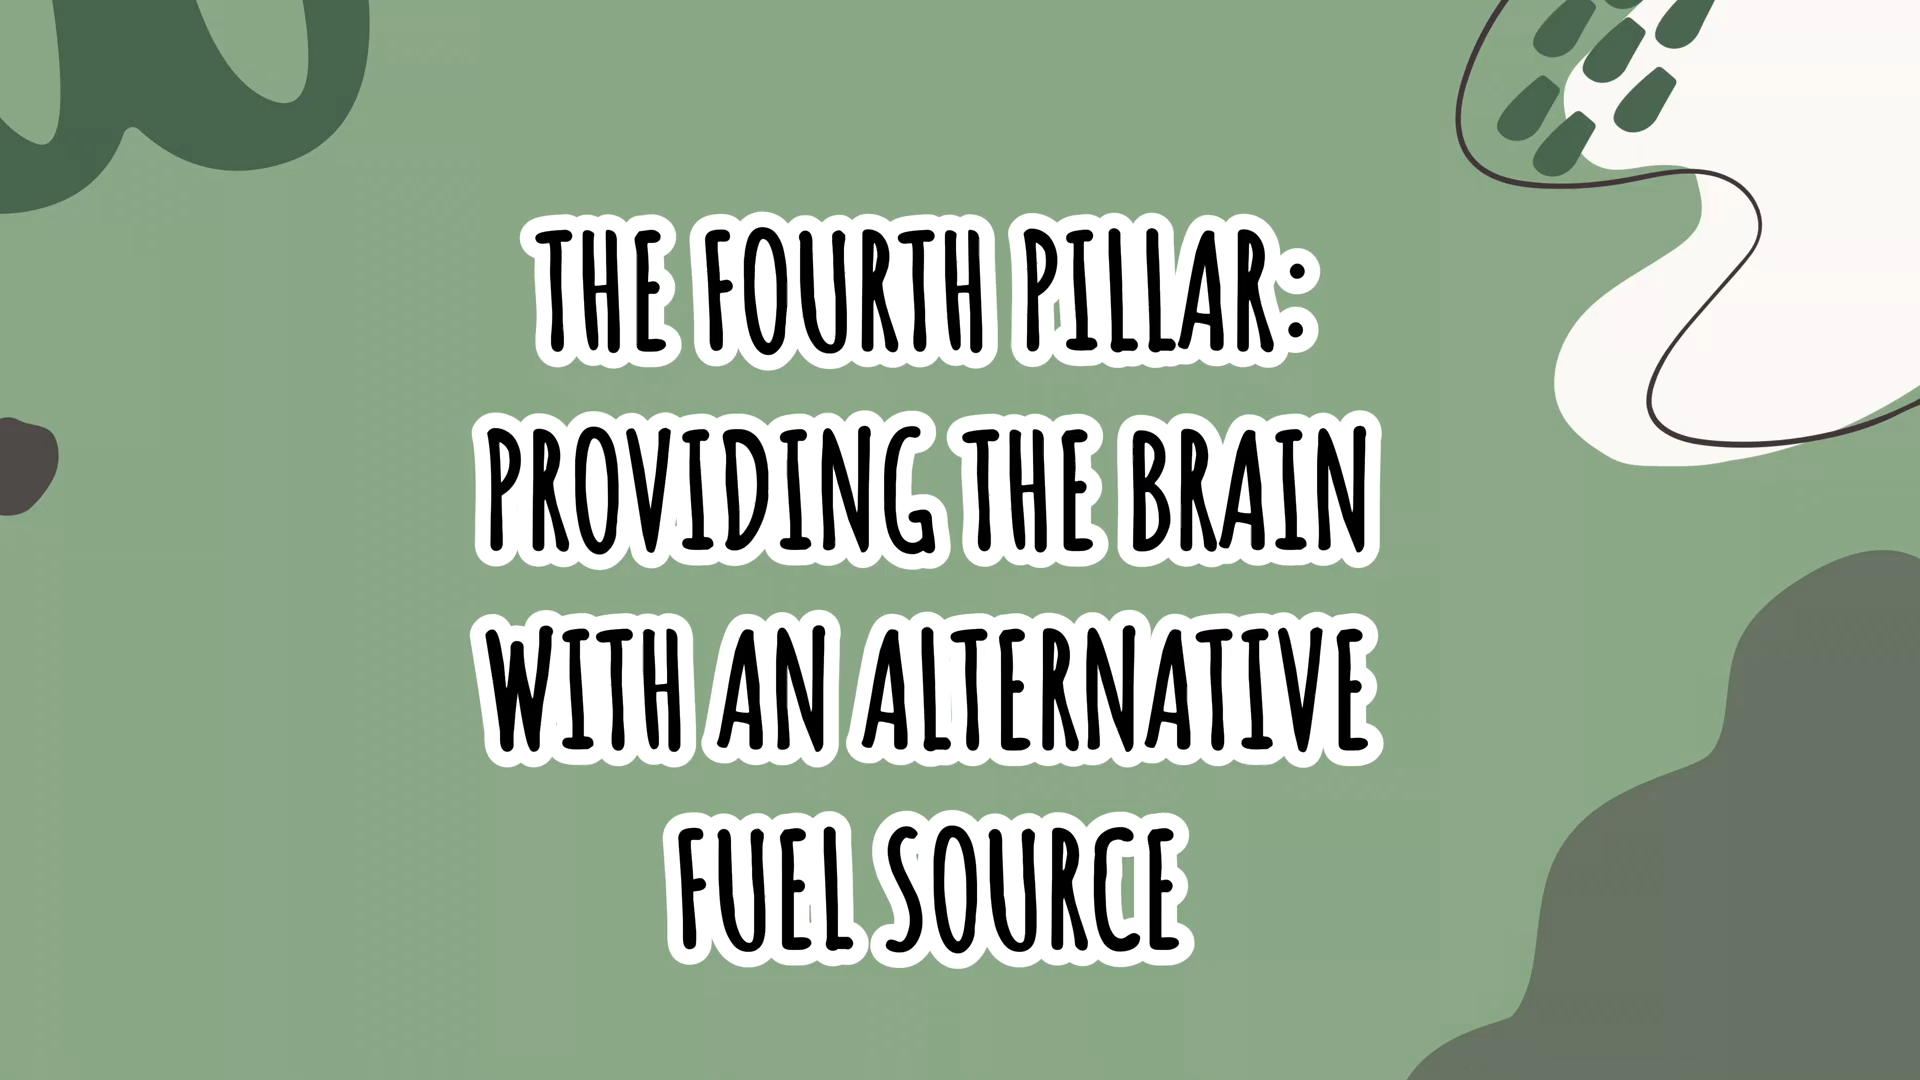 THE FOURTH PILLAR:
PROVIDING THE BRAIN
WITH AN ALTERNATIVE
FUEL SOURCE